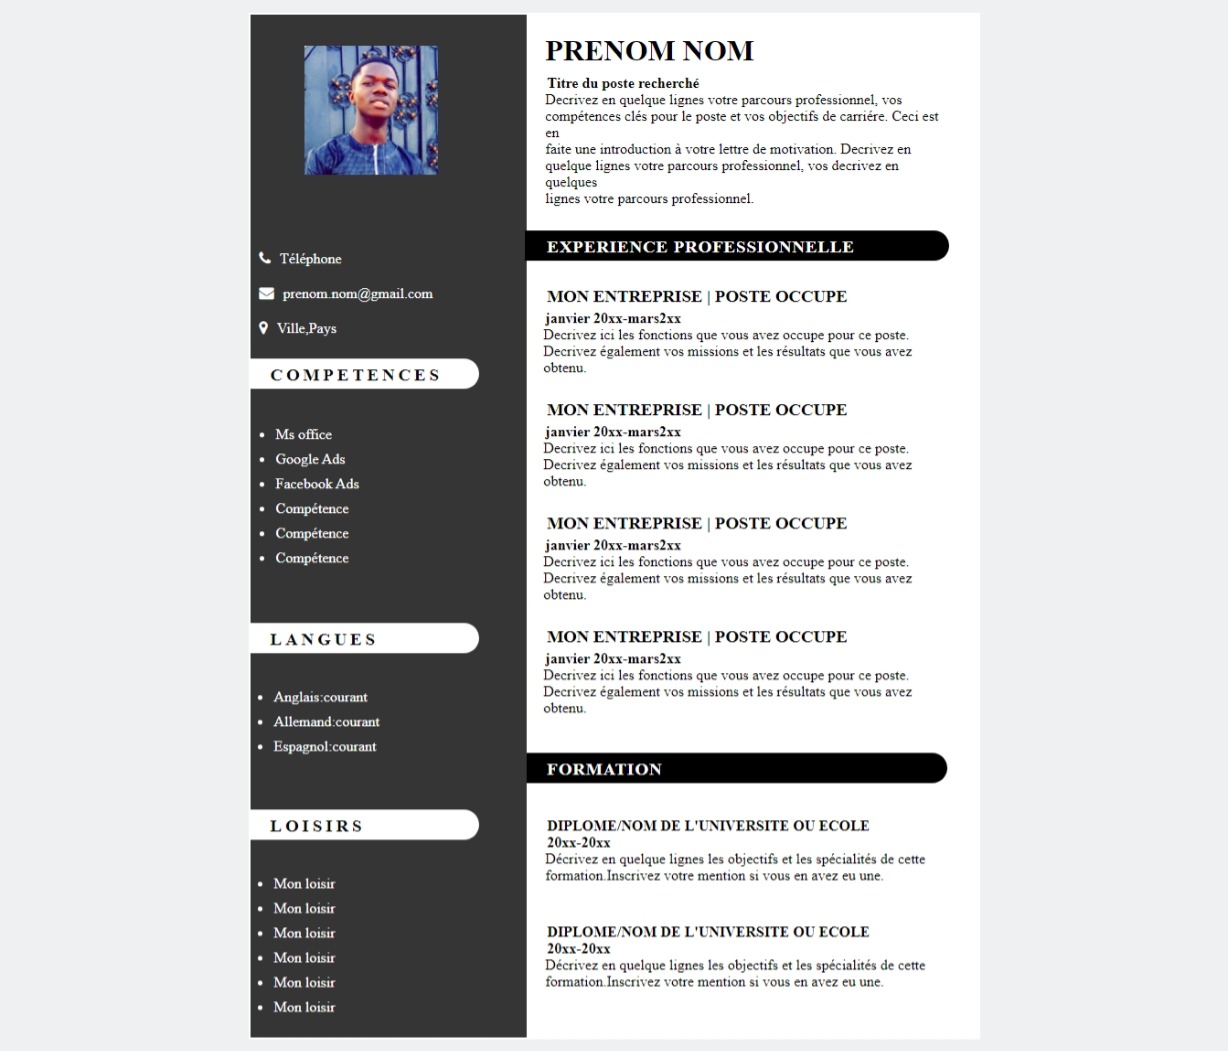 Téléphone
prenom.nom@gmail.com
Ville,Pays
COMPETENCES
Ms office
Google Ads
Facebook Ads
Compétence
Compétence
Compétence
LANGUES
Anglais:courant
Allemand:courant
Espagnol:courant
LOISIRS
Mon loisir
Mon loisir
Mon loisir
Mon loisir
Mon loisir
Mon loisir
PRENOM NOM
Titre du poste recherché
Decrivez en quelque lignes votre parcours professionnel, vos
compétences clés pour le poste et vos objectifs de carriére. Ceci est
en
faite une introduction à votre lettre de motivation. Decrivez en
quelque lignes votre parcours professionnel, vos decrivez en
quelques
lignes votre parcours professionnel.
EXPERIENCE PROFESSIONNELLE
MON ENTREPRISE | POSTE OCCUPE
janvier 20xx-mars2xx
Decrivez ici les fonctions que vous avez occupe pour ce poste.
Decrivez également vos missions et les résultats que vous avez
obtenu.
MON ENTREPRISE | POSTE OCCUPE
janvier 20xx-mars2xx
Decrivez ici les fonctions que vous avez occupe pour ce poste.
Decrivez également vos missions et les résultats que vous avez
obtenu.
MON ENTREPRISE | POSTE OCCUPE
janvier 20xx-mars2xx
Decrivez ici les fonctions que vous avez occupe pour ce poste.
Decrivez également vos missions et les résultats que vous avez
obtenu.
MON ENTREPRISE | POSTE OCCUPE
janvier 20xx-mars2xx
Decrivez ici les fonctions que vous avez occupe pour ce poste.
Decrivez également vos missions et les résultats que vous avez
obtenu.
FORMATION
DIPLOME/NOM DE L'UNIVERSITE OU ECOLE
20xx-20xx
Décrivez en quelque lignes les objectifs et les spécialités de cette
formation.Inscrivez votre mention si vous en avez eu une.
DIPLOME/NOM DE L'UNIVERSITE OU ECOLE
20xx-20xx
Décrivez en quelque lignes les objectifs et les spécialités de cette
formation.Inscrivez votre mention si vous en avez eu une.